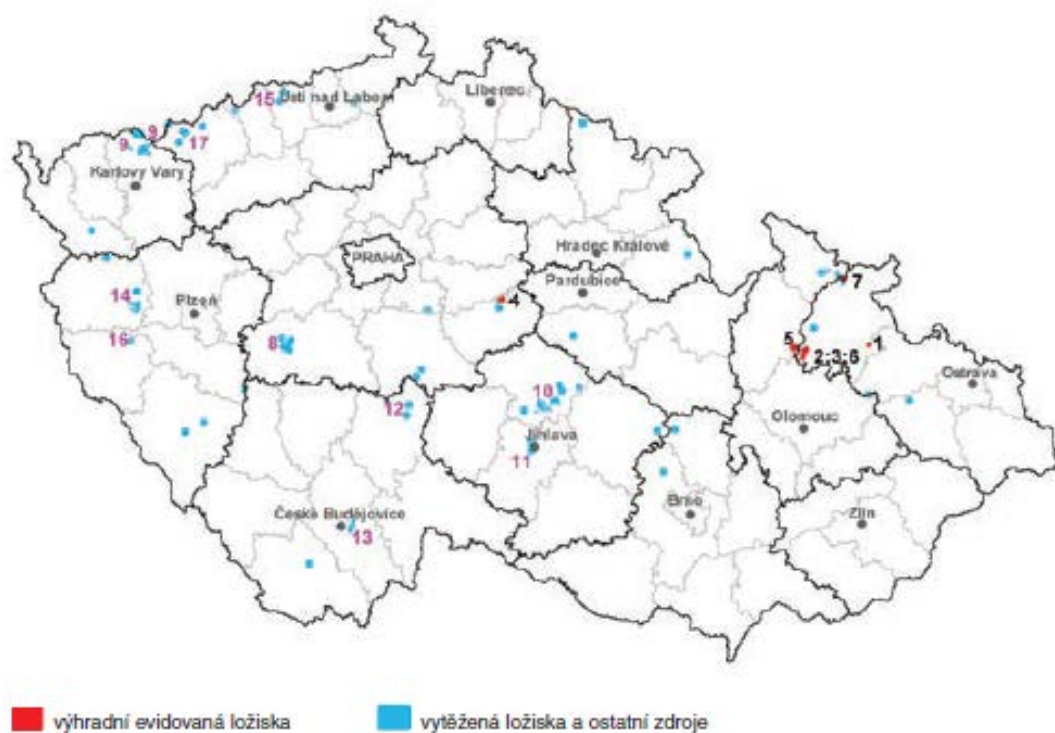 15 Ústí nad Labem
Liberec
9 9 17
Karlovy Vary
Hradec Králové
PRAHA
Pardubice
7
14 Plzeň
4
16
8
5 1
2;3;6
Ostrava
10
12
Olomouc
Jihlava
11
Brno
Zlín
České Budějovice
13
výhradní evidovaná ložiska
vytěžená ložiska a ostatní zdroje